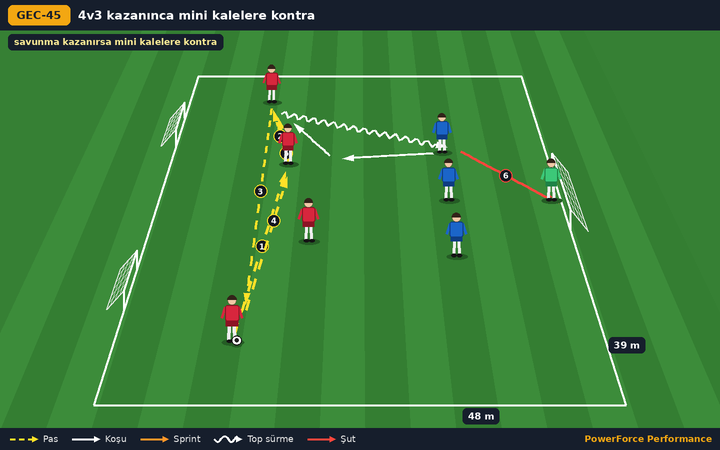 GEC-45 4v3 kazanınca mini kalelere kontra
savunma kazanırsa mini kalelere kontra
2
3
6
4
1
39 m
48 m
Pas Koşu Sprint Top sürme Şut PowerForce Performance